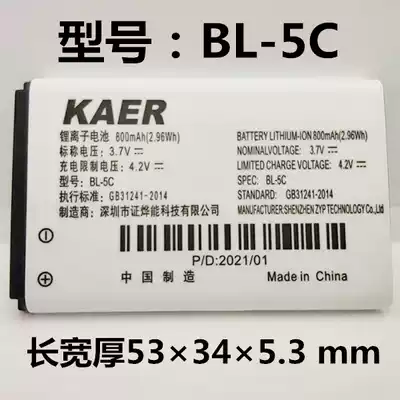 型号：BL-5C
KAER
锂离子电池 800mAh(2.96Wh)
标称电压：3.7V⎓
充电限制电压：4.2V⎓
型号：BL-5C
执行标准：GB31241-2014
制造商：深圳市证烨能科技有限公司
BATTERY LITHIUM-ION 800mAh(2.96Wh)
NOMINALVOLTAGE: 3.7V⎓
LIMITED CHARGE VOLTAGE: 4.2V⎓
SPEC: BL-5C
STANDARD: GB31241-2014
MANUFACTURER:SHENZHEN ZYP TECHNOLOGY Co.,Ltd
P/D:2021/01
中国制造
Made in China
长宽厚53×34×5.3 mm